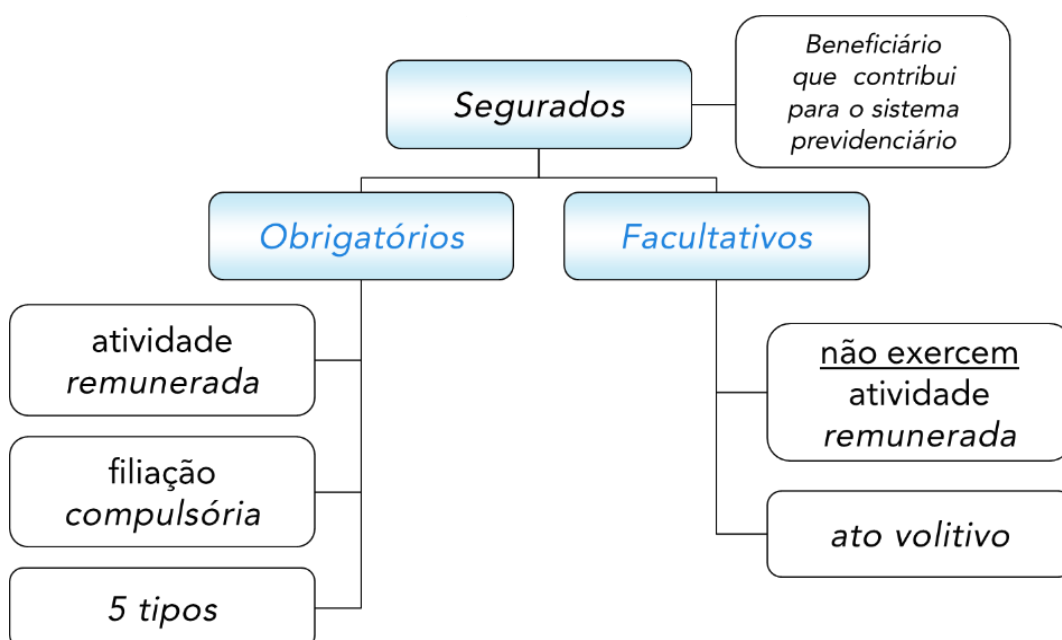 Segurados
Beneficiário
que contribui
para o sistema
previdenciário
Obrigatórios
Facultativos
atividade
remunerada
filiação
compulsória
5 tipos
não exercem
atividade
remunerada
ato volitivo